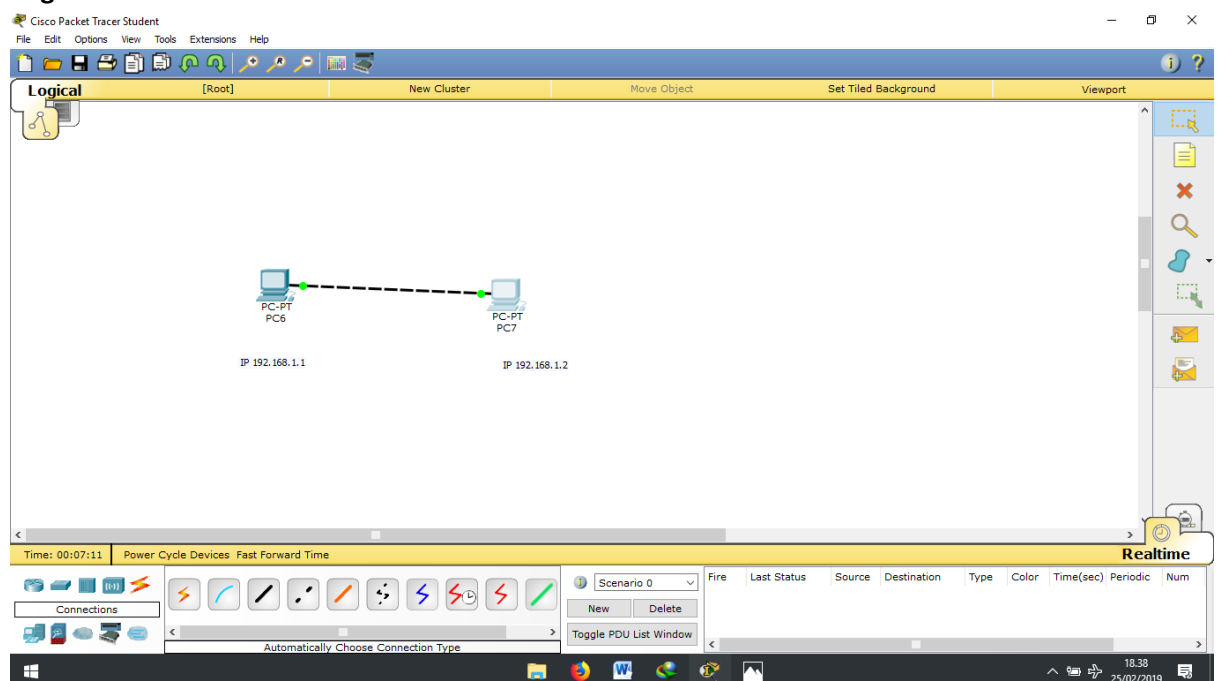 Cisco Packet Tracer Student
File Edit Options View Tools Extensions Help
Logical [Root] New Cluster Move Object Set Tiled Background Viewport
PC-PT
PC6
PC-PT
PC7
IP 192.168.1.1
IP 192.168.1.2
Time: 00:07:11 Power Cycle Devices Fast Forward Time Realtime
Scenario 0
Fire Last Status Source Destination Type Color Time(sec) Periodic Num
Connections
New Delete
Toggle PDU List Window
Automatically Choose Connection Type
18.38
25/02/2019